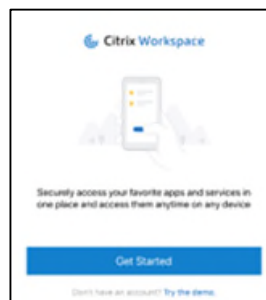 Citrix Workspace
Securely access your favorite apps and services in
one place and access them anytime on any device
Get Started
Don't have an account? Try the demo.